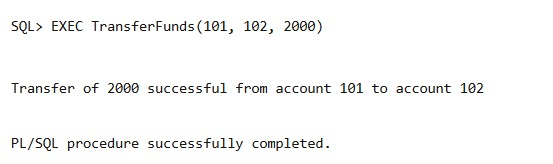 SQL> EXEC TransferFunds(101, 102, 2000)
Transfer of 2000 successful from account 101 to account 102
PL/SQL procedure successfully completed.